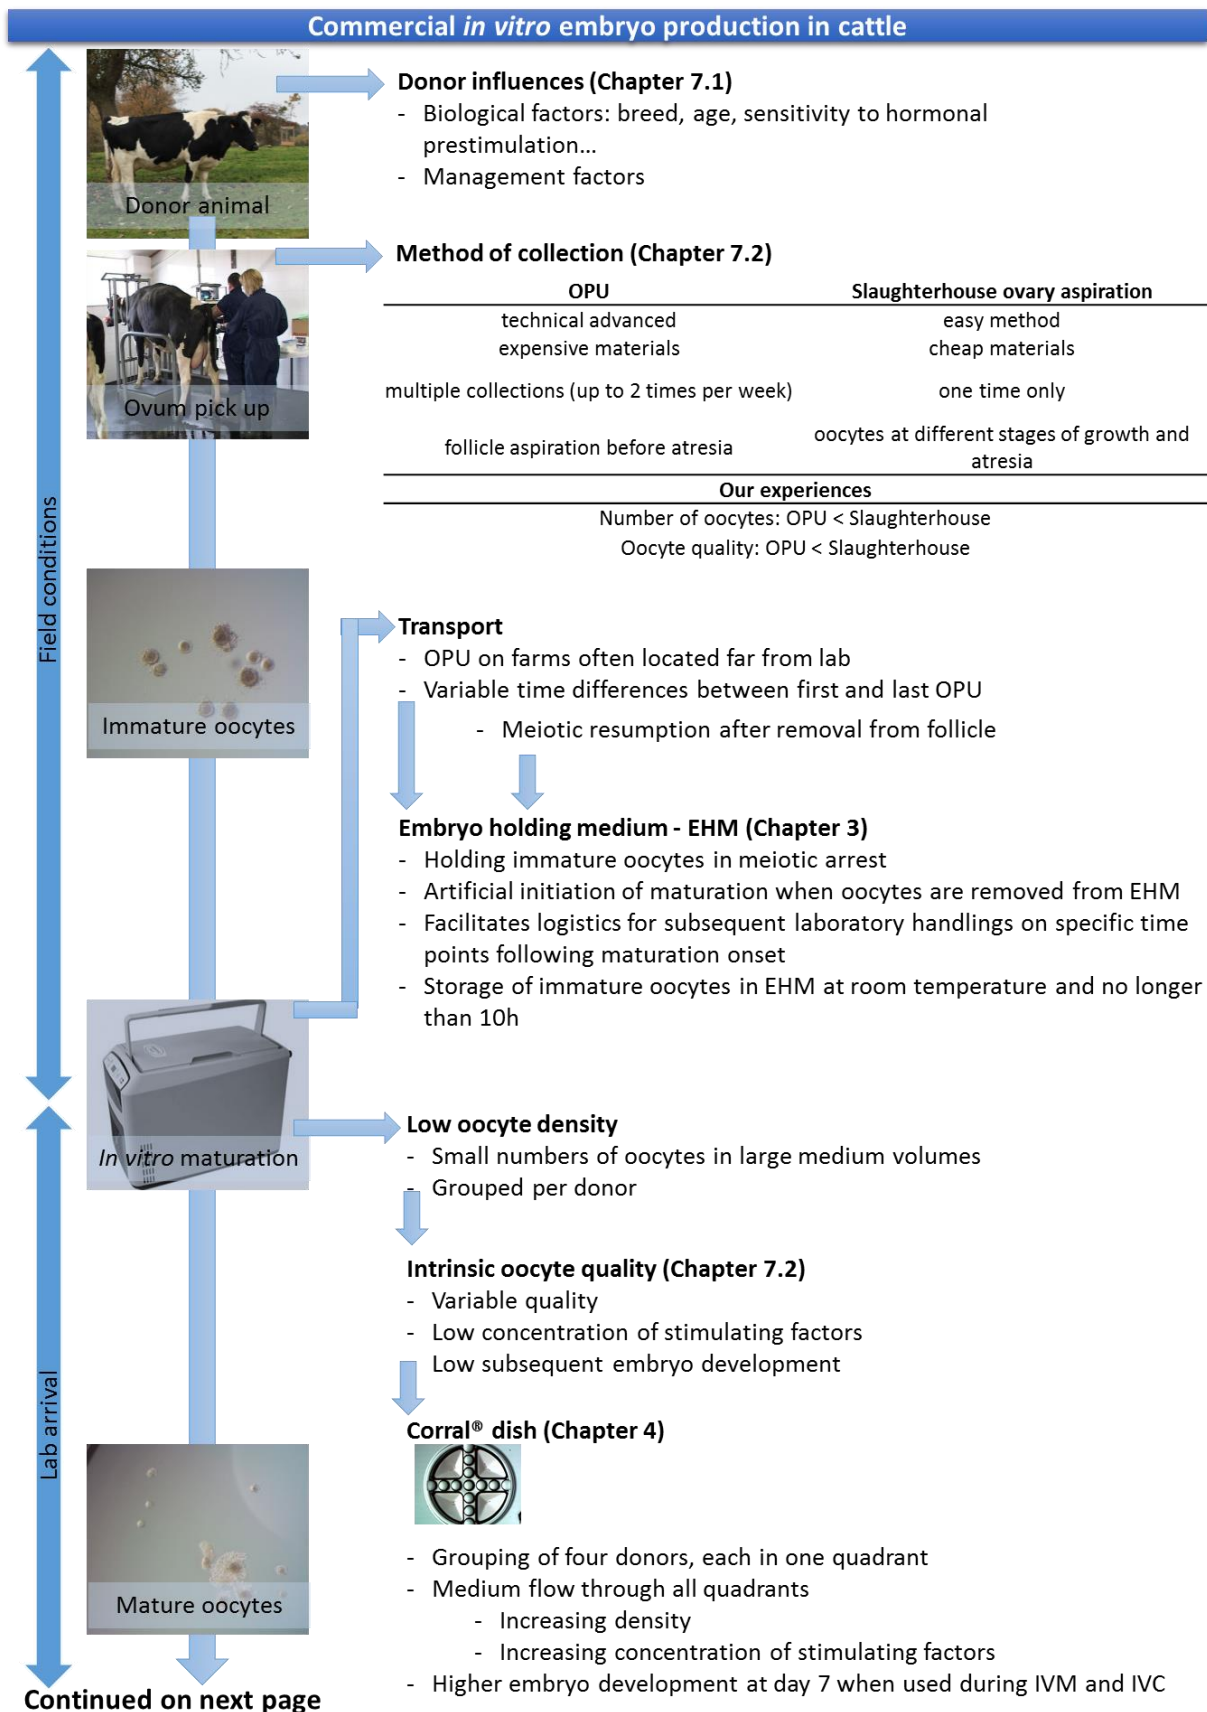 Commercial in vitro embryo production in cattle
Donor influences (Chapter 7.1)
- Biological factors: breed, age, sensitivity to hormonal
prestimulation...
- Management factors
Donor animal
Method of collection (Chapter 7.2)
OPU Slaughterhouse ovary aspiration
technical advanced easy method
expensive materials cheap materials
multiple collections (up to 2 times per week) one time only
follicle aspiration before atresia oocytes at different stages of growth and
atresia
Our experiences
Number of oocytes: OPU < Slaughterhouse
Oocyte quality: OPU < Slaughterhouse
Ovum pick up
Field conditions
Immature oocytes
Transport
- OPU on farms often located far from lab
- Variable time differences between first and last OPU
- Meiotic resumption after removal from follicle
Embryo holding medium - EHM (Chapter 3)
- Holding immature oocytes in meiotic arrest
- Artificial initiation of maturation when oocytes are removed from EHM
- Facilitates logistics for subsequent laboratory handlings on specific time
points following maturation onset
- Storage of immature oocytes in EHM at room temperature and no longer
than 10h
In vitro maturation
Low oocyte density
- Small numbers of oocytes in large medium volumes
- Grouped per donor
Intrinsic oocyte quality (Chapter 7.2)
- Variable quality
- Low concentration of stimulating factors
Low subsequent embryo development
Lab arrival
Corral® dish (Chapter 4)
- Grouping of four donors, each in one quadrant
- Medium flow through all quadrants
- Increasing density
- Increasing concentration of stimulating factors
- Higher embryo development at day 7 when used during IVM and IVC
Mature oocytes
Continued on next page